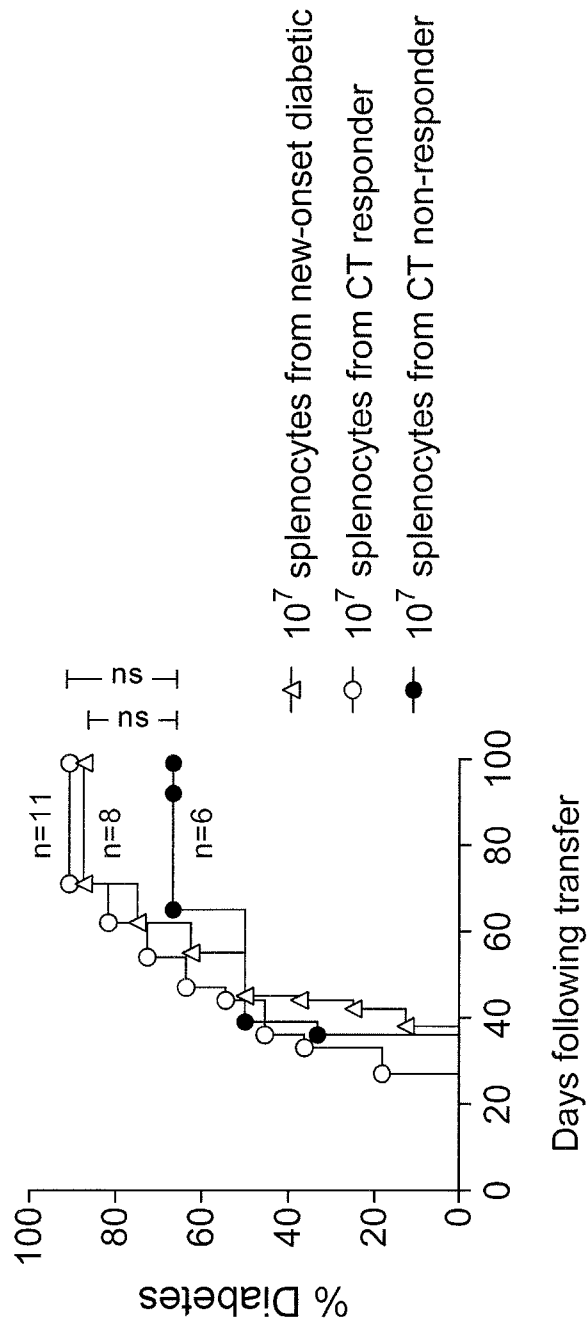 % Diabetes
100
80
60
40
20
0
0
20
40
60
80
100
Days following transfer
n=11
n=8
n=6
ns
ns
10⁷ splenocytes from new-onset diabetic
10⁷ splenocytes from CT responder
10⁷ splenocytes from CT non-responder